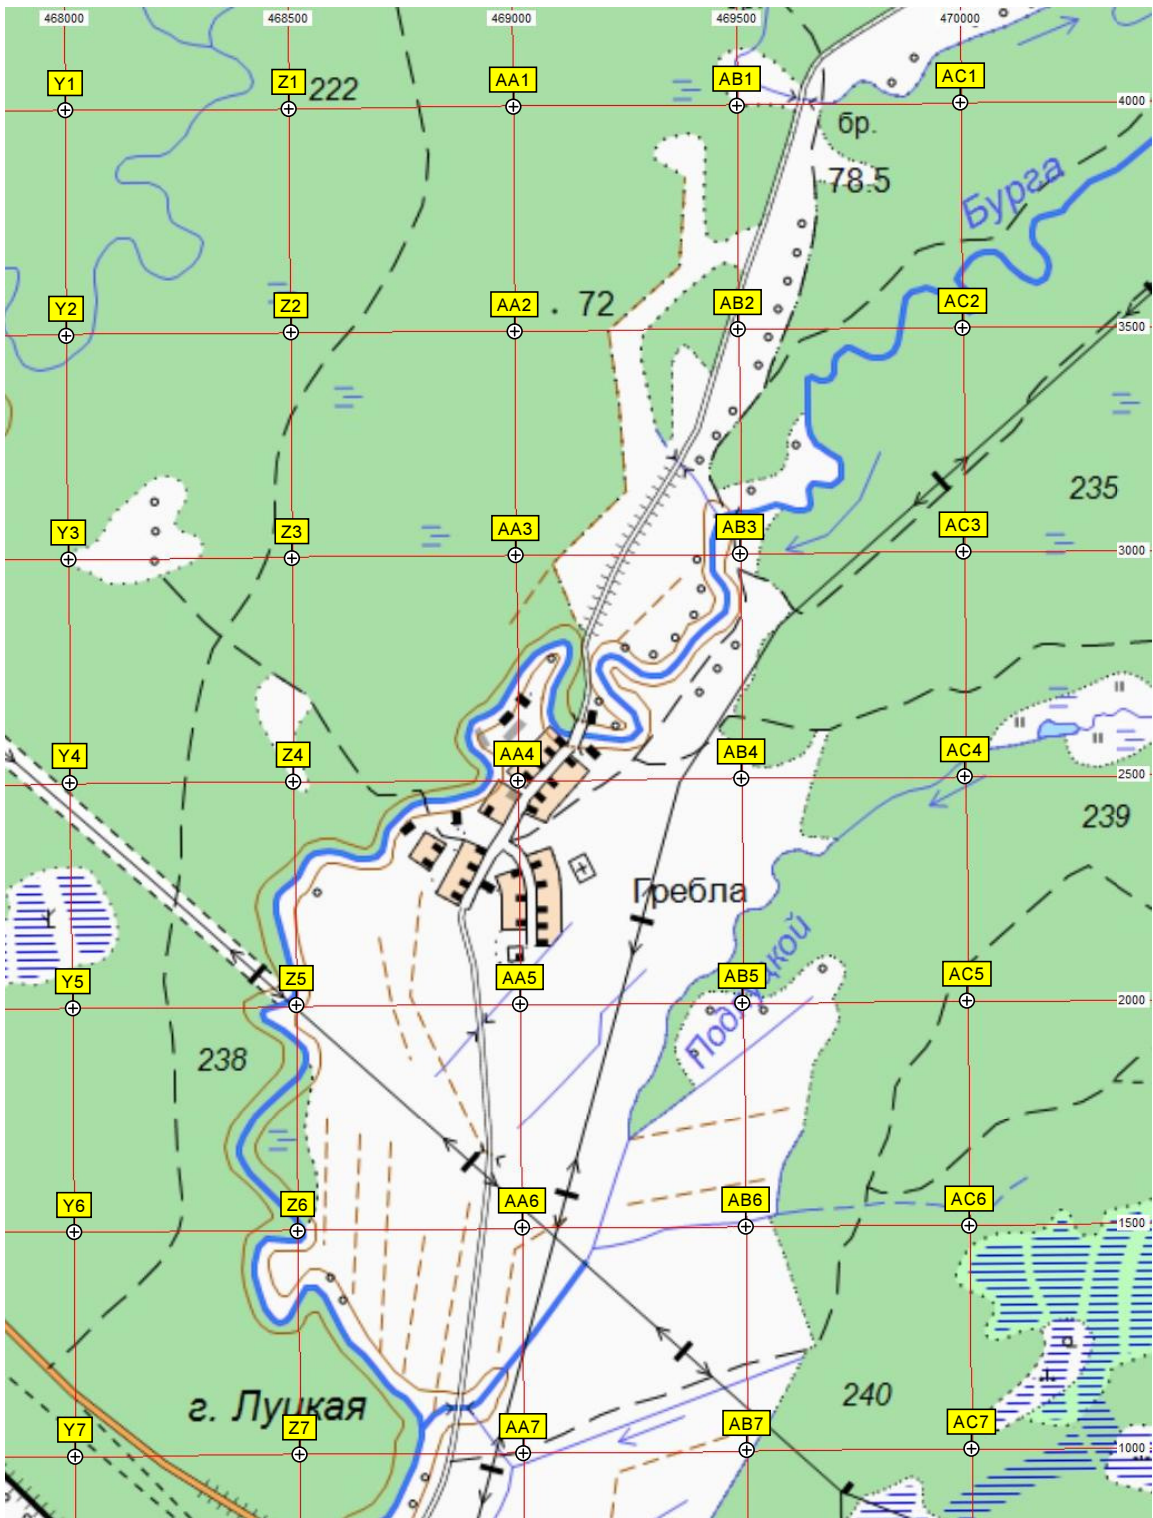 468000 468500 469000 469500 470000
Y1 Z1 222 AA1 AB1 AC1 4000
бр.
78.5
Бурга
Y2 Z2 AA2 72 AB2 AC2 3500
235
Y3 Z3 AA3 AB3 AC3 3000
Y4 Z4 AA4 AB4 AC4 2500
239
Гребла
Y5 Z5 AA5 AB5 AC5 2000
238
Y6 Z6 AA6 AB6 AC6 1500
г. Луцкая 240
Y7 Z7 AA7 AB7 AC7 1000